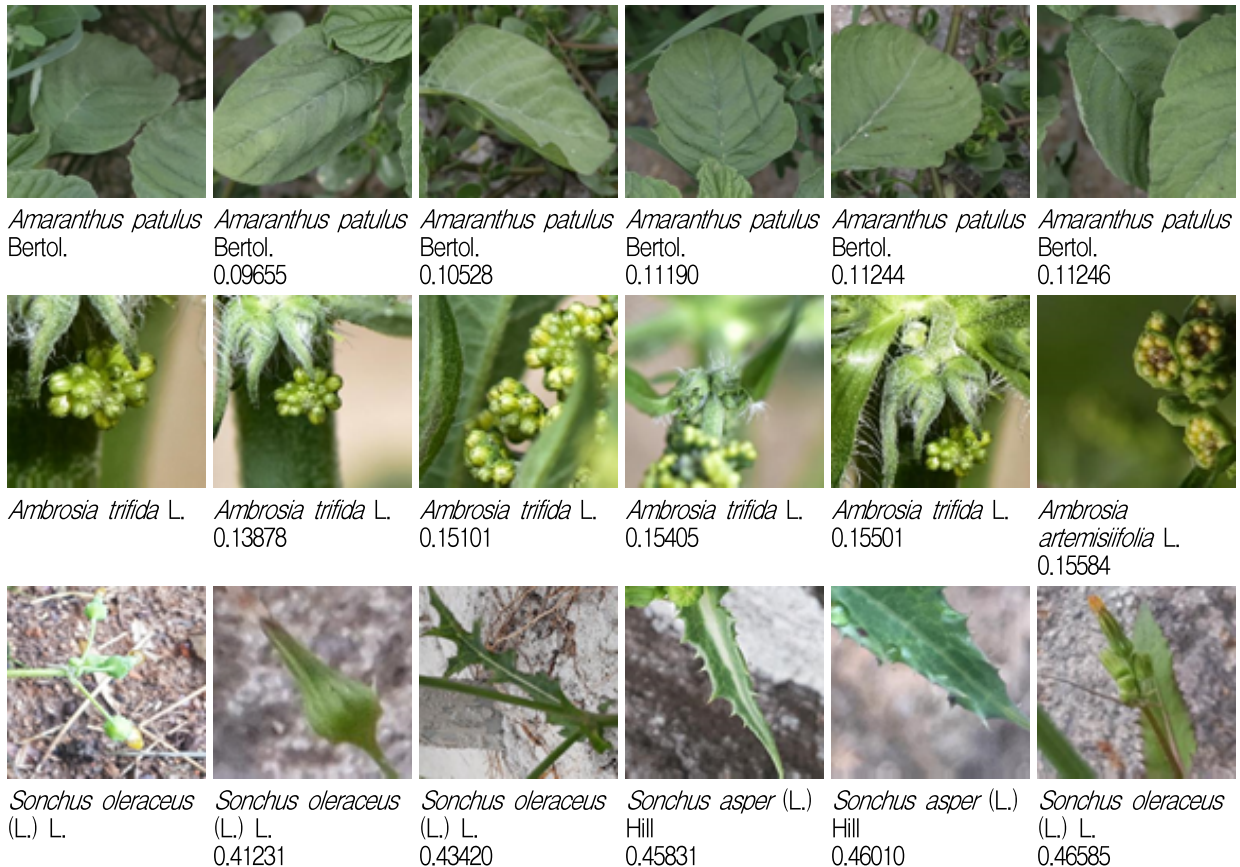 Amaranthus patulus Bertol.
Amaranthus patulus Bertol. 0.09655
Amaranthus patulus Bertol. 0.10528
Amaranthus patulus Bertol. 0.11190
Amaranthus patulus Bertol. 0.11244
Amaranthus patulus Bertol. 0.11246
Ambrosia trifida L.
Ambrosia trifida L. 0.13878
Ambrosia trifida L. 0.15101
Ambrosia trifida L. 0.15405
Ambrosia trifida L. 0.15501
Ambrosia artemisiifolia L. 0.15584
Sonchus oleraceus (L.) L.
Sonchus oleraceus (L.) L. 0.41231
Sonchus oleraceus (L.) L. 0.43420
Sonchus asper (L.) Hill 0.45831
Sonchus asper (L.) Hill 0.46010
Sonchus oleraceus (L.) L. 0.46585